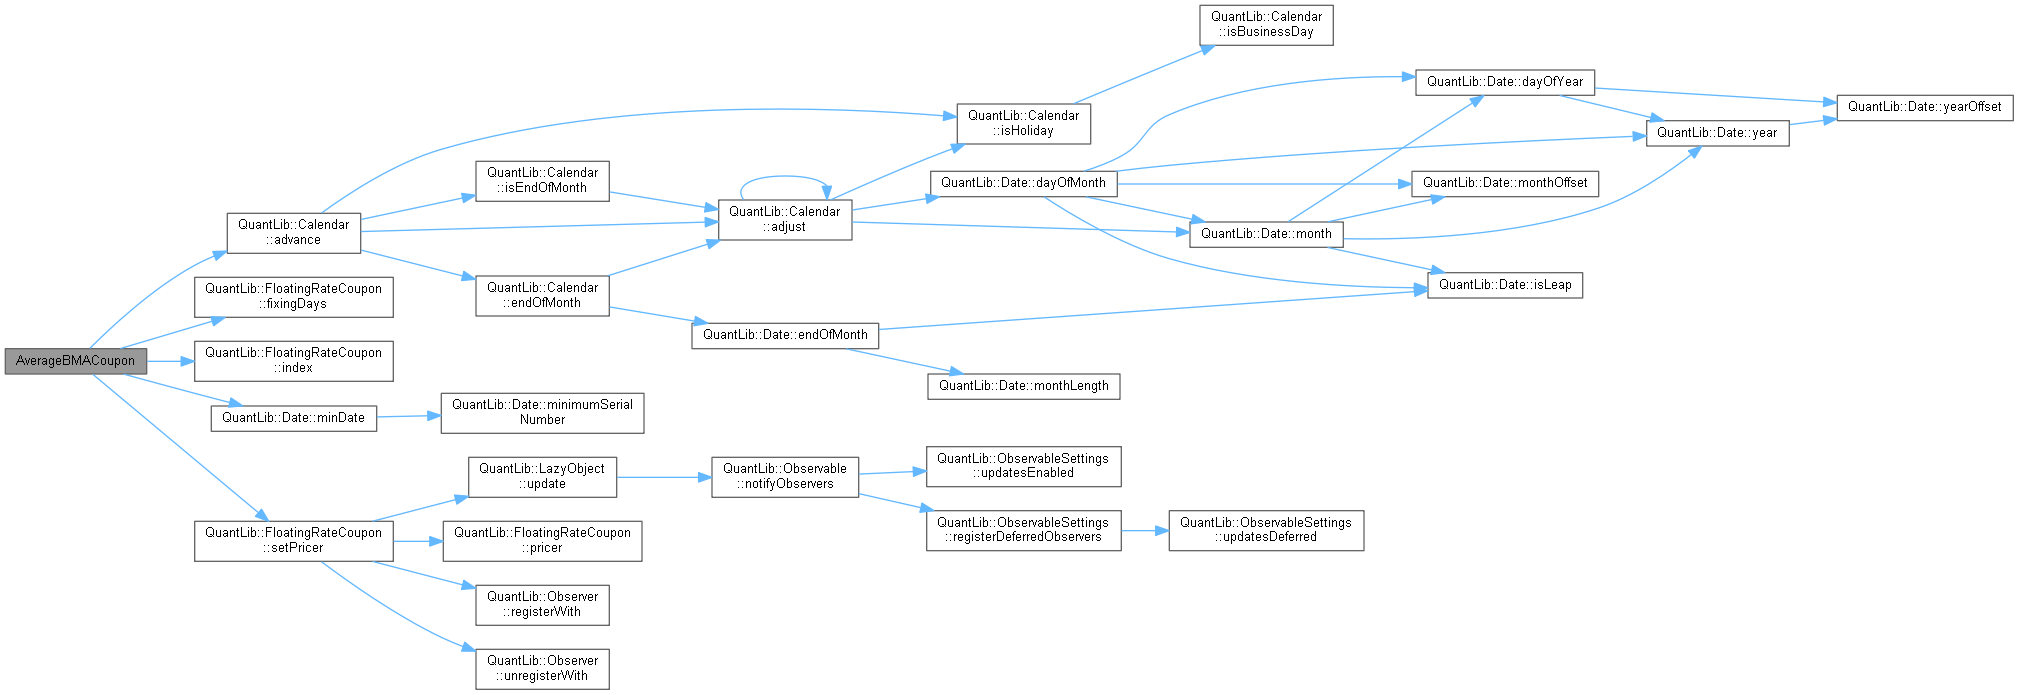 AverageBMACoupon
QuantLib::Calendar
::advance
QuantLib::FloatingRateCoupon
::fixingDays
QuantLib::FloatingRateCoupon
::index
QuantLib::Date::minDate
QuantLib::FloatingRateCoupon
::setPricer
QuantLib::Calendar
::isEndOfMonth
QuantLib::Calendar
::endOfMonth
QuantLib::Date::minimumSerial
Number
QuantLib::LazyObject
::update
QuantLib::FloatingRateCoupon
::pricer
QuantLib::Observer
::registerWith
QuantLib::Observer
::unregisterWith
QuantLib::Calendar
::adjust
QuantLib::Date::endOfMonth
QuantLib::Observable
::notifyObservers
QuantLib::Calendar
::isHoliday
QuantLib::Date::dayOfMonth
QuantLib::Date::monthLength
QuantLib::ObservableSettings
::updatesEnabled
QuantLib::ObservableSettings
::registerDeferredObservers
QuantLib::Calendar
::isBusinessDay
QuantLib::Date::month
QuantLib::ObservableSettings
::updatesDeferred
QuantLib::Date::dayOfYear
QuantLib::Date::monthOffset
QuantLib::Date::isLeap
QuantLib::Date::year
QuantLib::Date::yearOffset